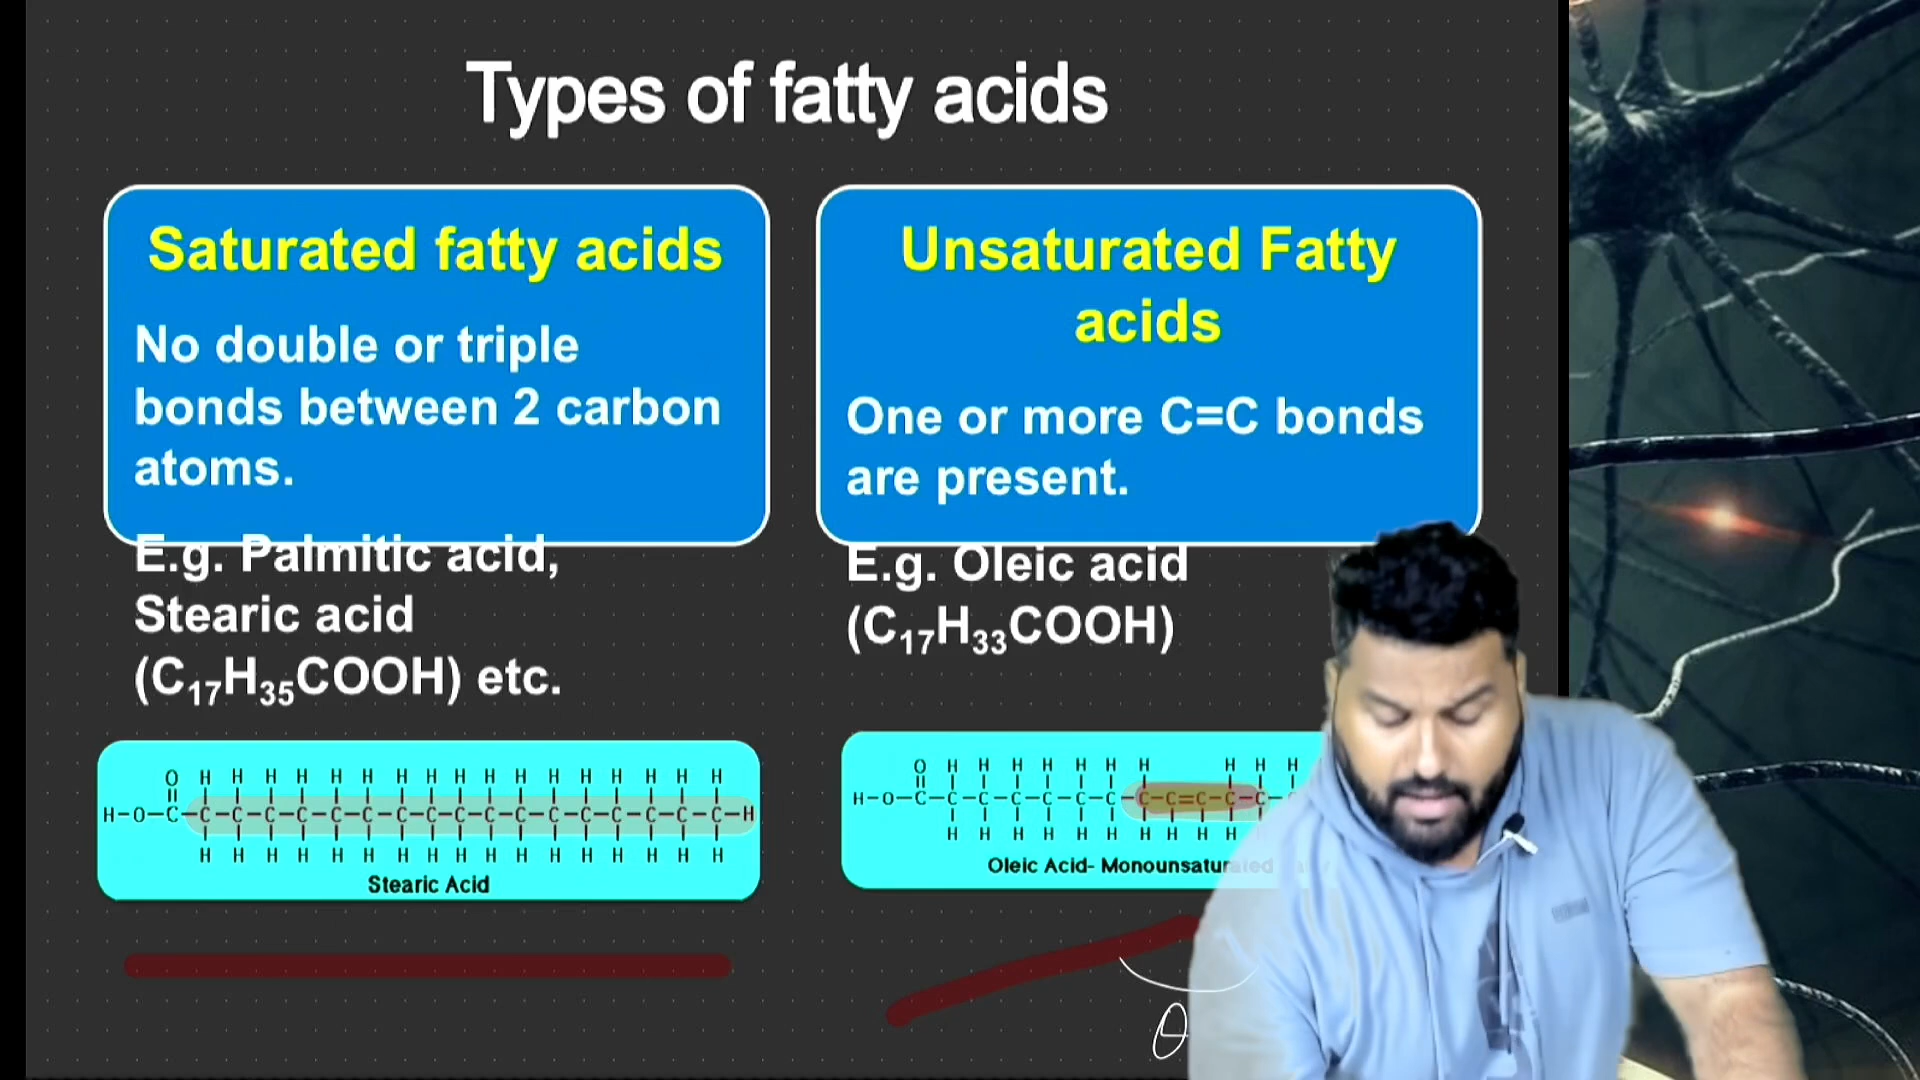 Types of fatty acids
Saturated fatty acids
No double or triple
bonds between 2 carbon
atoms.
E.g. Palmitic acid,
Stearic acid
(C₁₇H₃₅COOH) etc.
Unsaturated Fatty
acids
One or more C=C bonds
are present.
E.g. Oleic acid
(C₁₇H₃₃COOH)
O H H H H H H H H H H H H H H H H H
H-O-C-C-C-C-C-C-C-C-C-C-C-C-C-C-C-C-C-C-H
H H H H H H H H H H H H H H H H H
Stearic Acid
O H H H H H H H H H H
H-O-C-C-C-C-C-C-C-C-C=C-C-C-
H H H H H H H H H H H
Oleic Acid- Monounsaturated
θ